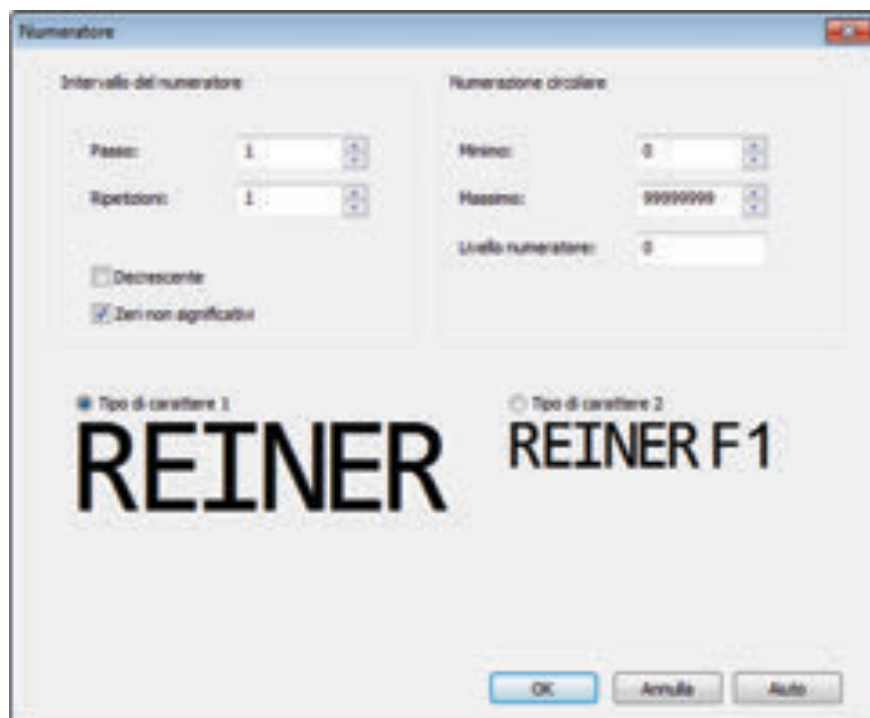 Numeratore
Intervallo del numeratore
Passo: 1
Ripetizioni: 1
Decrescente
Zeri non significativi
Numerazione circolare
Minimo: 0
Massimo: 99999999
Livello numeratore: 0
Tipo di carattere 1
REINER
Tipo di carattere 2
REINER F1
OK
Annulla
Aiuto